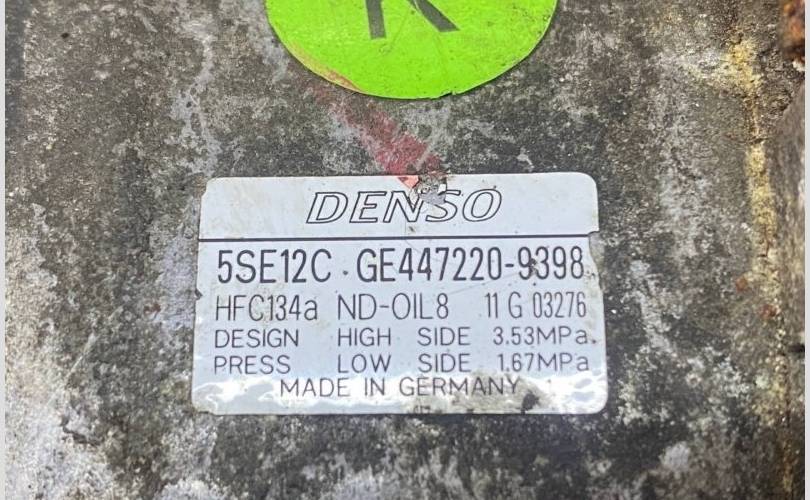 K
DENSO
5SE12C · GE447220-9398
HFC134a ND-OIL8 11 G 03276
DESIGN HIGH SIDE 3.53MPa
PRESS LOW SIDE 1.67MPa
MADE IN GERMANY